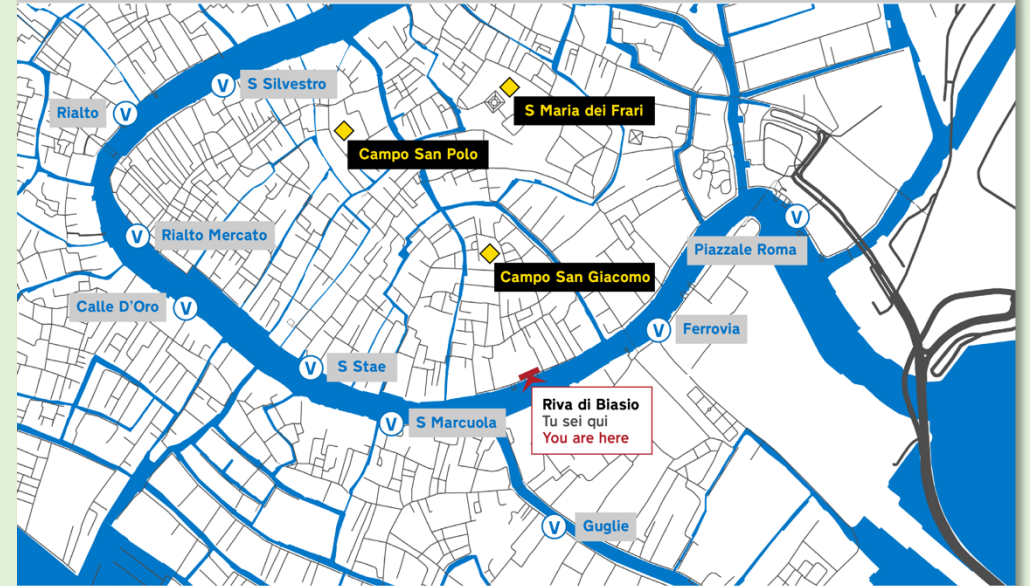 S Silvestro
Rialto
S Maria dei Frari
Campo San Polo
Rialto Mercato
Piazzale Roma
Campo San Giacomo
Calle D'Oro
Ferrovia
S Stae
Riva di Biasio
Tu sei qui
You are here
S Marcuola
Guglie
V
V
V
V
V
V
V
V
V